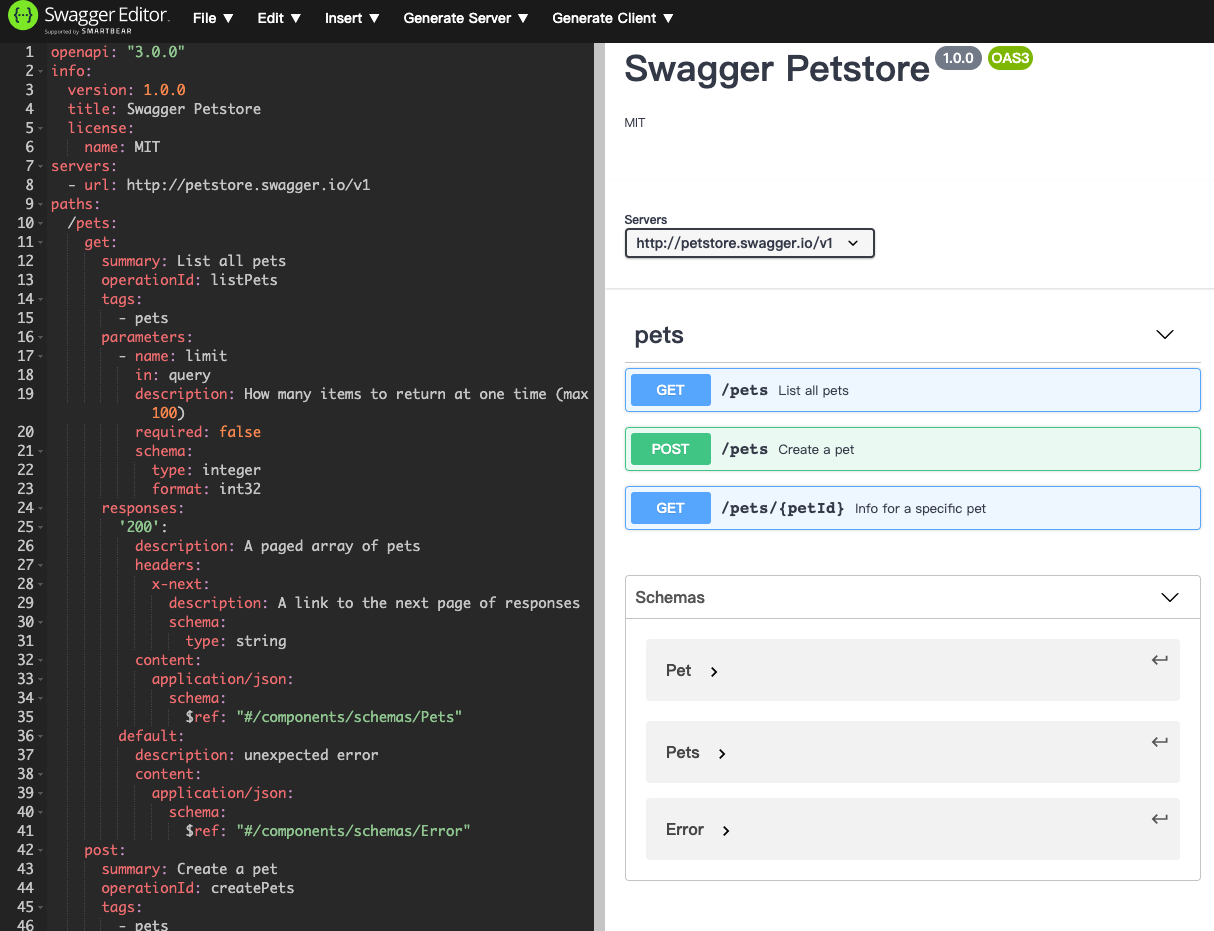 Swagger Editor.
Supported by SMARTBEAR
File ▼ Edit ▼ Insert ▼ Generate Server ▼ Generate Client ▼
1 openapi: "3.0.0"
2 info:
3 version: 1.0.0
4 title: Swagger Petstore
5 license:
6 name: MIT
7 servers:
8 - url: http://petstore.swagger.io/v1
9 paths:
10 /pets:
11 get:
12 summary: List all pets
13 operationId: listPets
14 tags:
15 - pets
16 parameters:
17 - name: limit
18 in: query
19 description: How many items to return at one time (max
100)
20 required: false
21 schema:
22 type: integer
23 format: int32
24 responses:
25 '200':
26 description: A paged array of pets
27 headers:
28 x-next:
29 description: A link to the next page of responses
30 schema:
31 type: string
32 content:
33 application/json:
34 schema:
35 $ref: "#/components/schemas/Pets"
36 default:
37 description: unexpected error
38 content:
39 application/json:
40 schema:
41 $ref: "#/components/schemas/Error"
42 post:
43 summary: Create a pet
44 operationId: createPets
45 tags:
46 - pets
Swagger Petstore 1.0.0 OAS3
MIT
Servers
http://petstore.swagger.io/v1
pets
GET /pets List all pets
POST /pets Create a pet
GET /pets/{petId} Info for a specific pet
Schemas
Pet
Pets
Error